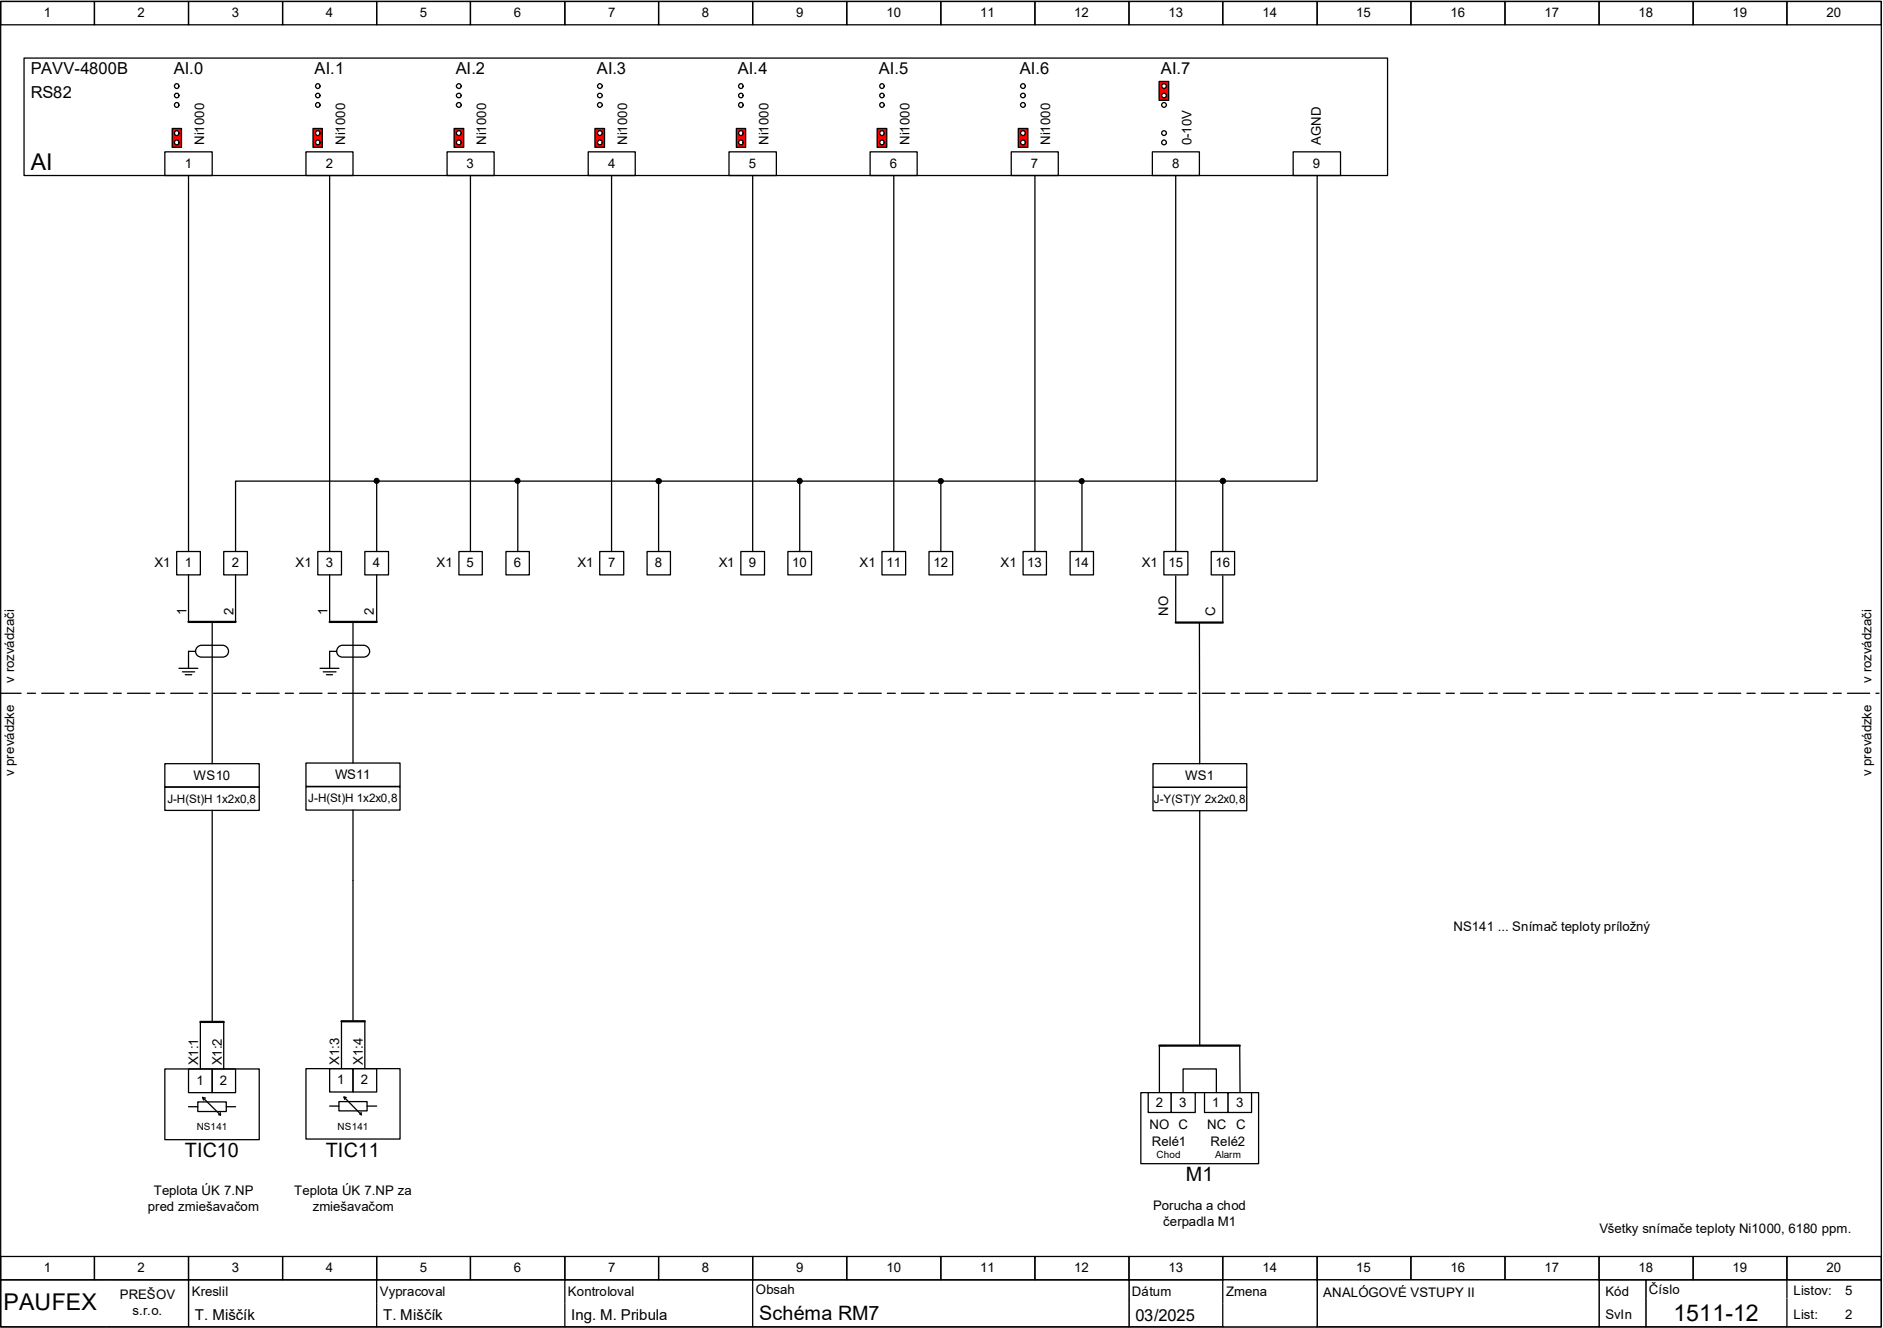 1 2 3 4 5 6 7 8 9 10 11 12 13 14 15 16 17 18 19 20
PAVV-4800B AI.0 AI.1 AI.2 AI.3 AI.4 AI.5 AI.6 AI.7
RS82
Ni1000 Ni1000 Ni1000 Ni1000 Ni1000 Ni1000 Ni1000 0-10V AGND
AI 1 2 3 4 5 6 7 8 9
X1 1 2 X1 3 4 X1 5 6 X1 7 8 X1 9 10 X1 11 12 X1 13 14 X1 15 16
1 2 1 2 NO C
v rozvádzači v rozvádzači
v prevádzke v prevádzke
WS10 WS11 WS1
J-H(St)H 1x2x0,8 J-H(St)H 1x2x0,8 J-Y(ST)Y 2x2x0,8
NS141 ... Snímač teploty príložný
X1:1 X1:2 X1:3 X1:4
1 2 1 2
2 3 1 3
NO C NC C
NS141 NS141
Relé1 Relé2
Chod Alarm
TIC10 TIC11
M1
Teplota ÚK 7.NP
pred zmiešavačom
Teplota ÚK 7.NP za
zmiešavačom
Porucha a chod
čerpadla M1
Všetky snímače teploty Ni1000, 6180 ppm.
1 2 3 4 5 6 7 8 9 10 11 12 13 14 15 16 17 18 19 20
PAUFEX PREŠOV
s.r.o.
Kreslil
T. Miščík
Vypracoval
T. Miščík
Kontroloval
Ing. M. Pribula
Obsah
Schéma RM7
Dátum
03/2025
Zmena
ANALÓGOVÉ VSTUPY II
Kód
SvIn
Číslo
1511-12
Listov: 5
List: 2